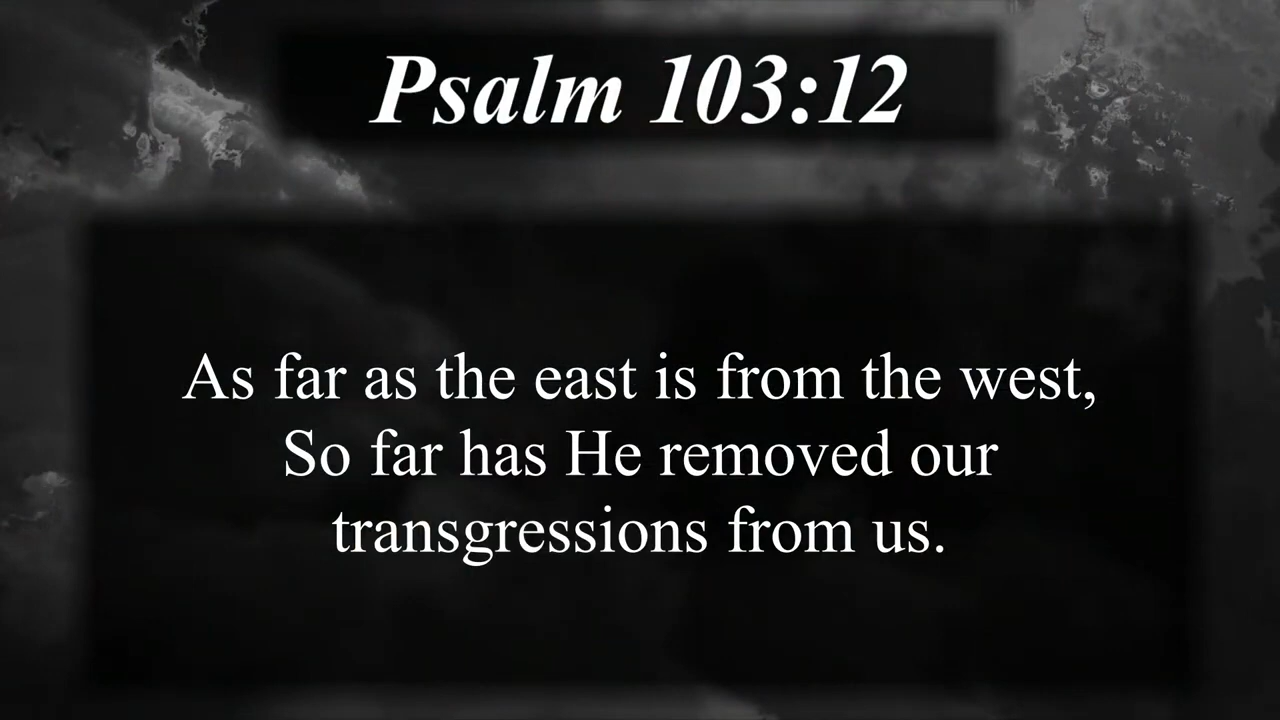 Psalm 103:12
As far as the east is from the west,
So far has He removed our
transgressions from us.